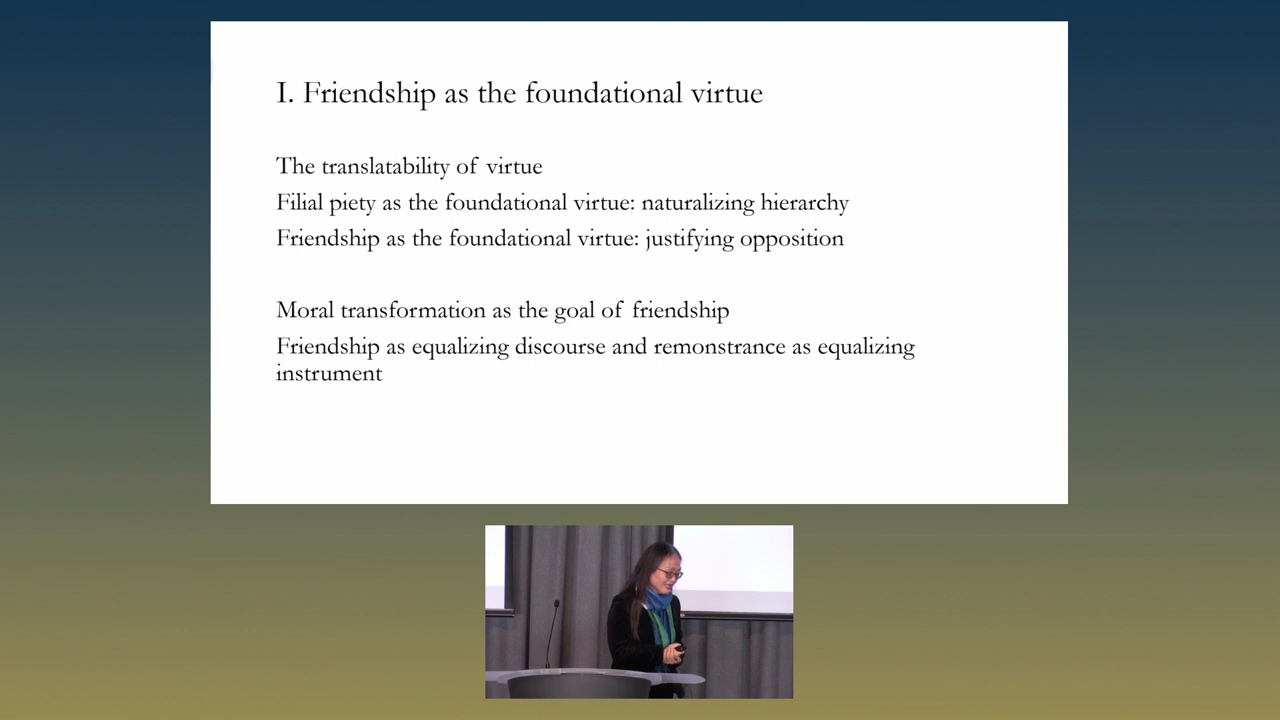 I. Friendship as the foundational virtue
The translatability of virtue
Filial piety as the foundational virtue: naturalizing hierarchy
Friendship as the foundational virtue: justifying opposition
Moral transformation as the goal of friendship
Friendship as equalizing discourse and remonstrance as equalizing
instrument